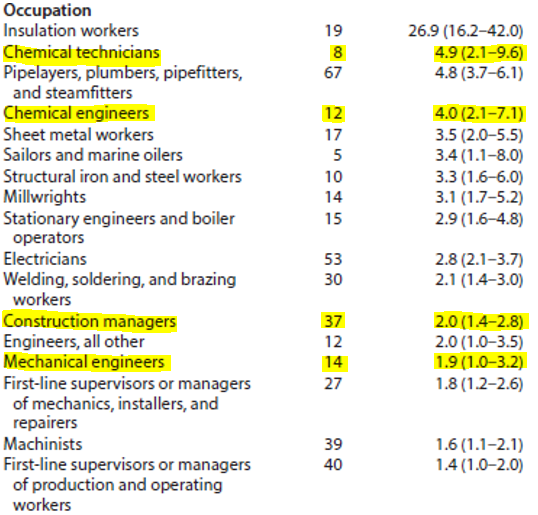 Occupation
Insulation workers 19 26.9 (16.2–42.0)
Chemical technicians 8 4.9 (2.1–9.6)
Pipelayers, plumbers, pipefitters, 67 4.8 (3.7–6.1)
and steamfitters
Chemical engineers 12 4.0 (2.1–7.1)
Sheet metal workers 17 3.5 (2.0–5.5)
Sailors and marine oilers 5 3.4 (1.1–8.0)
Structural iron and steel workers 10 3.3 (1.6–6.0)
Millwrights 14 3.1 (1.7–5.2)
Stationary engineers and boiler 15 2.9 (1.6–4.8)
operators
Electricians 53 2.8 (2.1–3.7)
Welding, soldering, and brazing 30 2.1 (1.4–3.0)
workers
Construction managers 37 2.0 (1.4–2.8)
Engineers, all other 12 2.0 (1.0–3.5)
Mechanical engineers 14 1.9 (1.0–3.2)
First-line supervisors or managers 27 1.8 (1.2–2.6)
of mechanics, installers, and
repairers
Machinists 39 1.6 (1.1–2.1)
First-line supervisors or managers 40 1.4 (1.0–2.0)
of production and operating
workers